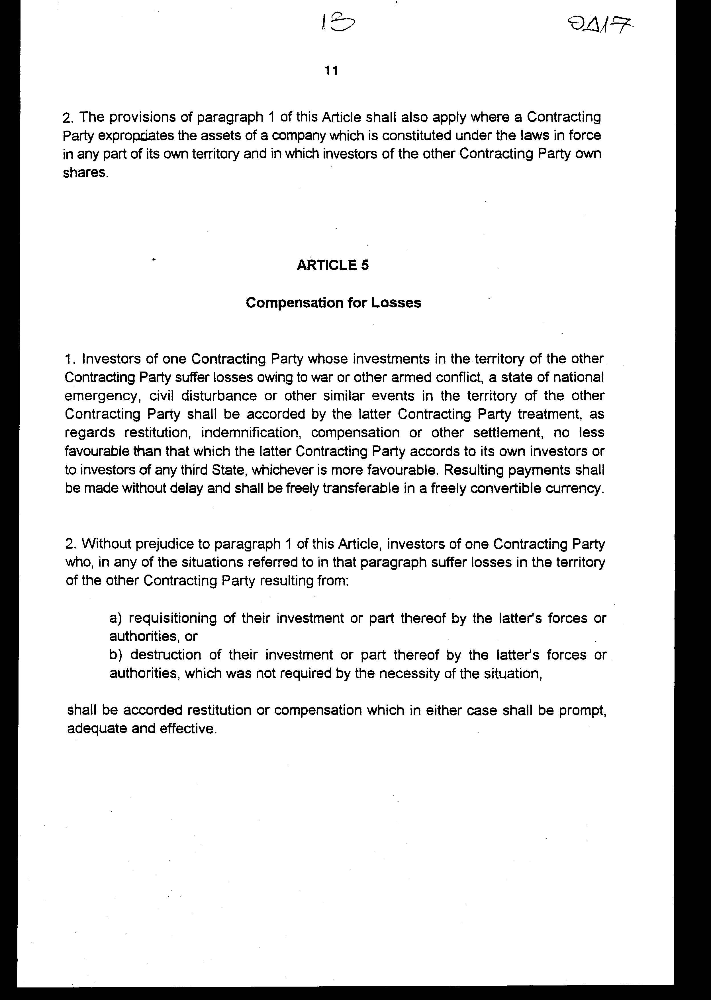 13
11
2. The provisions of paragraph 1 of this Article shall also apply where a Contracting
Party expropriates the assets of a company which is constituted under the laws in force
in any part of its own territory and in which investors of the other Contracting Party own
shares.
ARTICLE 5
Compensation for Losses
1. Investors of one Contracting Party whose investments in the territory of the other
Contracting Party suffer losses owing to war or other armed conflict, a state of national
emergency, civil disturbance or other similar events in the territory of the other
Contracting Party shall be accorded by the latter Contracting Party treatment, as
regards restitution, indemnification, compensation or other settlement, no less
favourable than that which the latter Contracting Party accords to its own investors or
to investors of any third State, whichever is more favourable. Resulting payments shall
be made without delay and shall be freely transferable in a freely convertible currency.
2. Without prejudice to paragraph 1 of this Article, investors of one Contracting Party
who, in any of the situations referred to in that paragraph suffer losses in the territory
of the other Contracting Party resulting from:
a) requisitioning of their investment or part thereof by the latter's forces or
authorities, or
b) destruction of their investment or part thereof by the latter's forces or
authorities, which was not required by the necessity of the situation,
shall be accorded restitution or compensation which in either case shall be prompt,
adequate and effective.